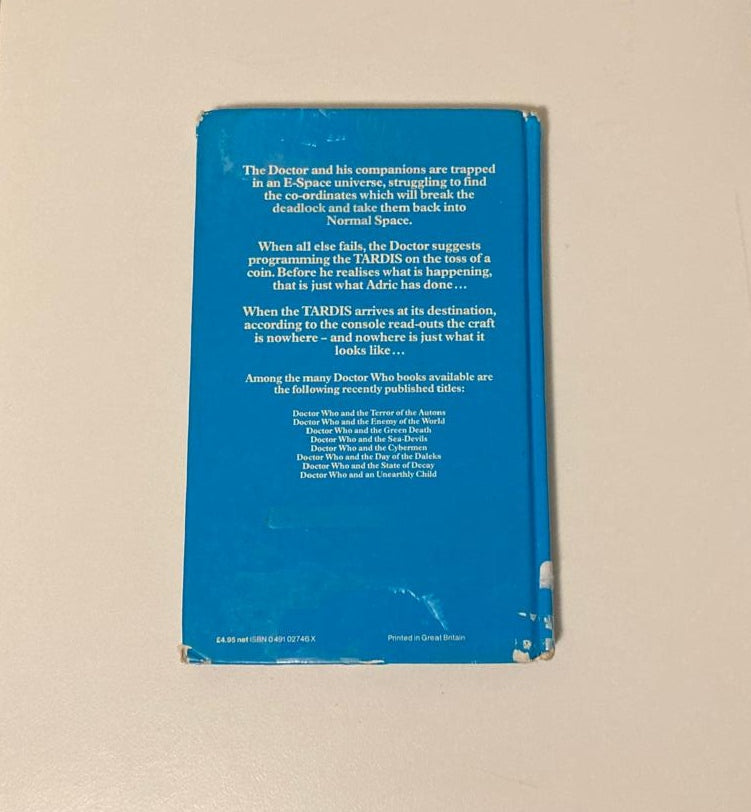 The Doctor and his companions are trapped
in an E-Space universe, struggling to find
the co-ordinates which will break the
deadlock and take them back into
Normal Space.
When all else fails, the Doctor suggests
programming the TARDIS on the toss of a
coin. Before he realises what is happening,
that is just what Adric has done...
When the TARDIS arrives at its destination,
according to the console read-outs the craft
is nowhere – and nowhere is just what it
looks like...
Among the many Doctor Who books available are
the following recently published titles:
Doctor Who and the Terror of the Autons
Doctor Who and the Enemy of the World
Doctor Who and the Green Death
Doctor Who and the Sea-Devils
Doctor Who and the Cybermen
Doctor Who and the Day of the Daleks
Doctor Who and the State of Decay
Doctor Who and an Unearthly Child
£4.95 net ISBN 0 491 02746 X
Printed in Great Britain